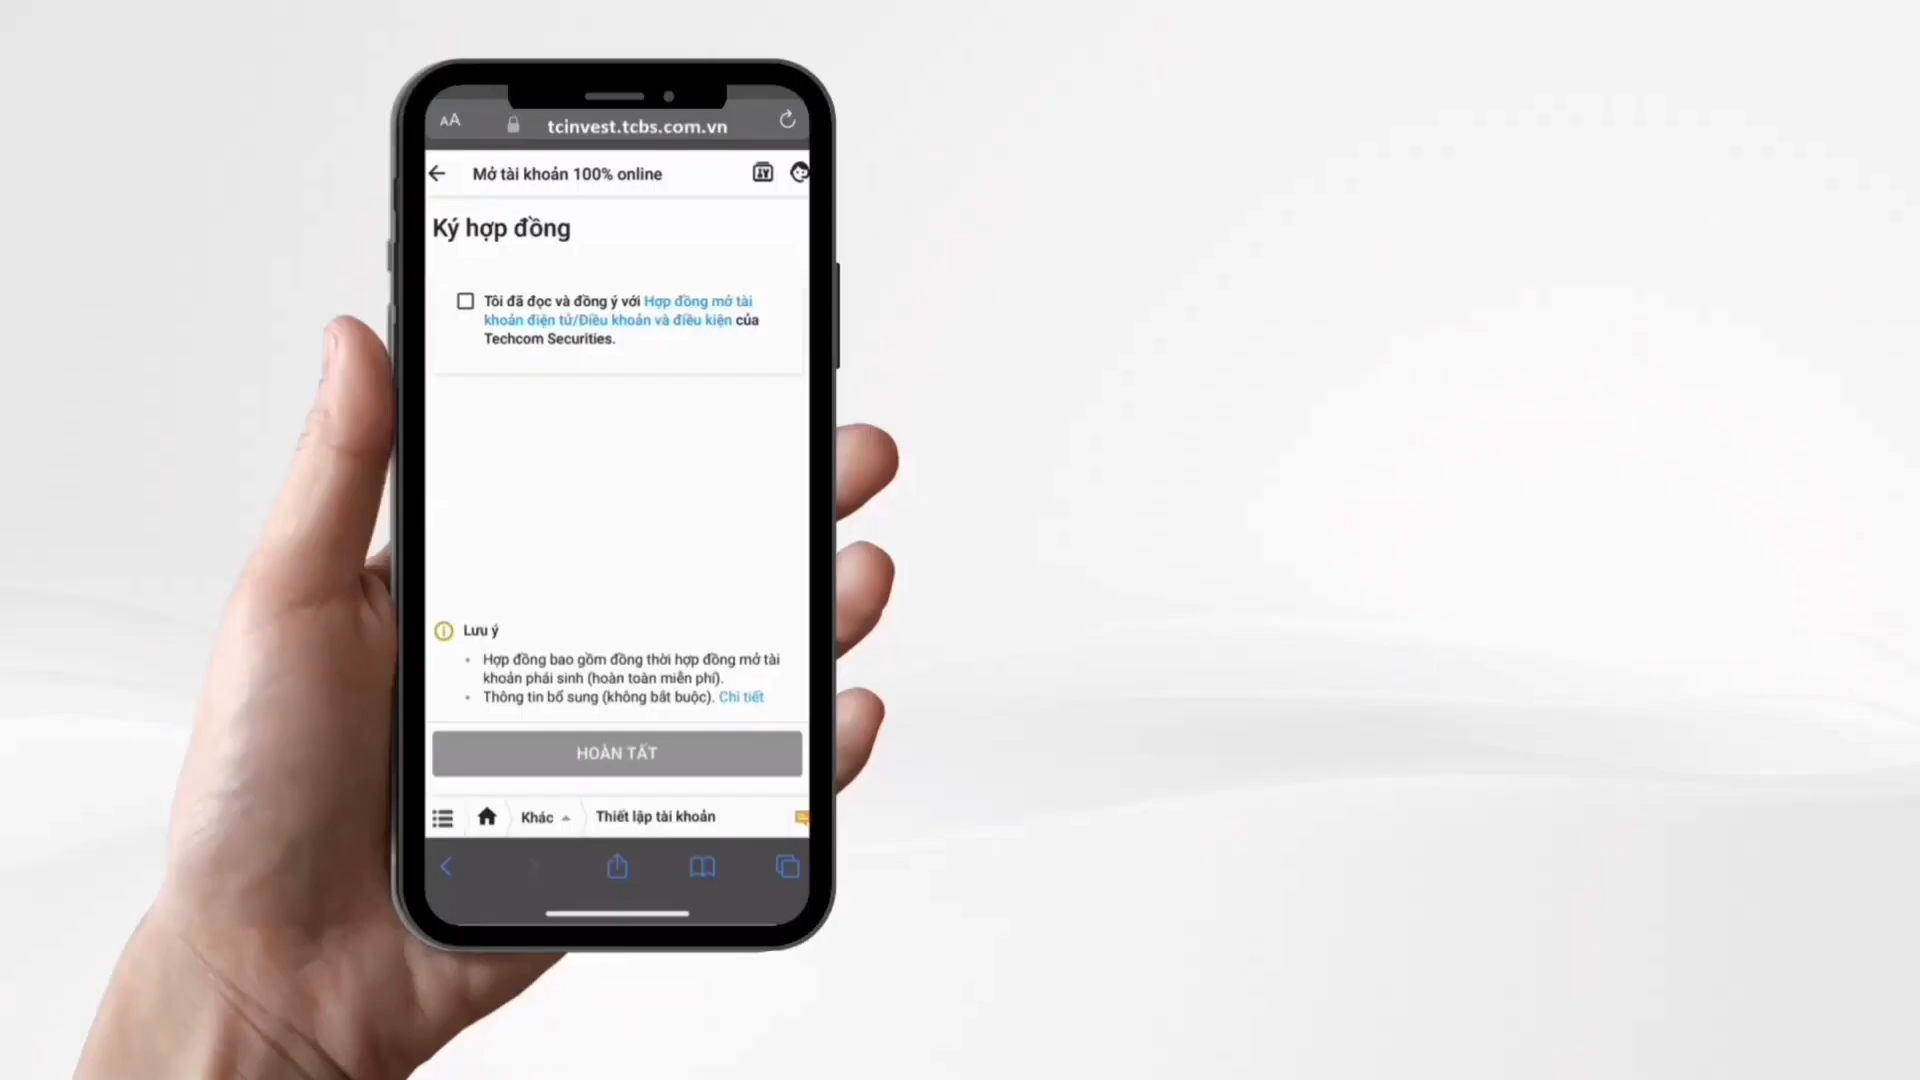 AA
tcinvest.tcbs.com.vn
Mở tài khoản 100% online
Ký hợp đồng
Tôi đã đọc và đồng ý với Hợp đồng mở tài
khoản điện tử/Điều khoản và điều kiện của
Techcom Securities.
Lưu ý
Hợp đồng bao gồm đồng thời hợp đồng mở tài
khoản phái sinh (hoàn toàn miễn phí).
Thông tin bổ sung (không bắt buộc). Chi tiết
HOÀN TẤT
Khác
Thiết lập tài khoản